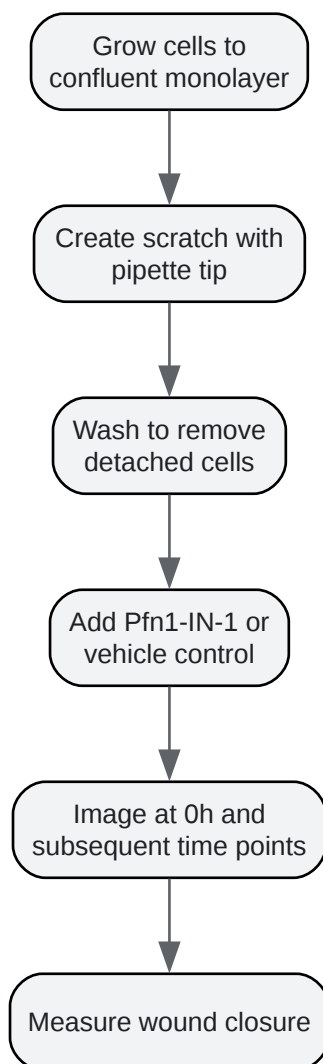 Grow cells to
confluent monolayer
Create scratch with
pipette tip
Wash to remove
detached cells
Add Pfn1-IN-1 or
vehicle control
Image at 0h and
subsequent time points
Measure wound closure